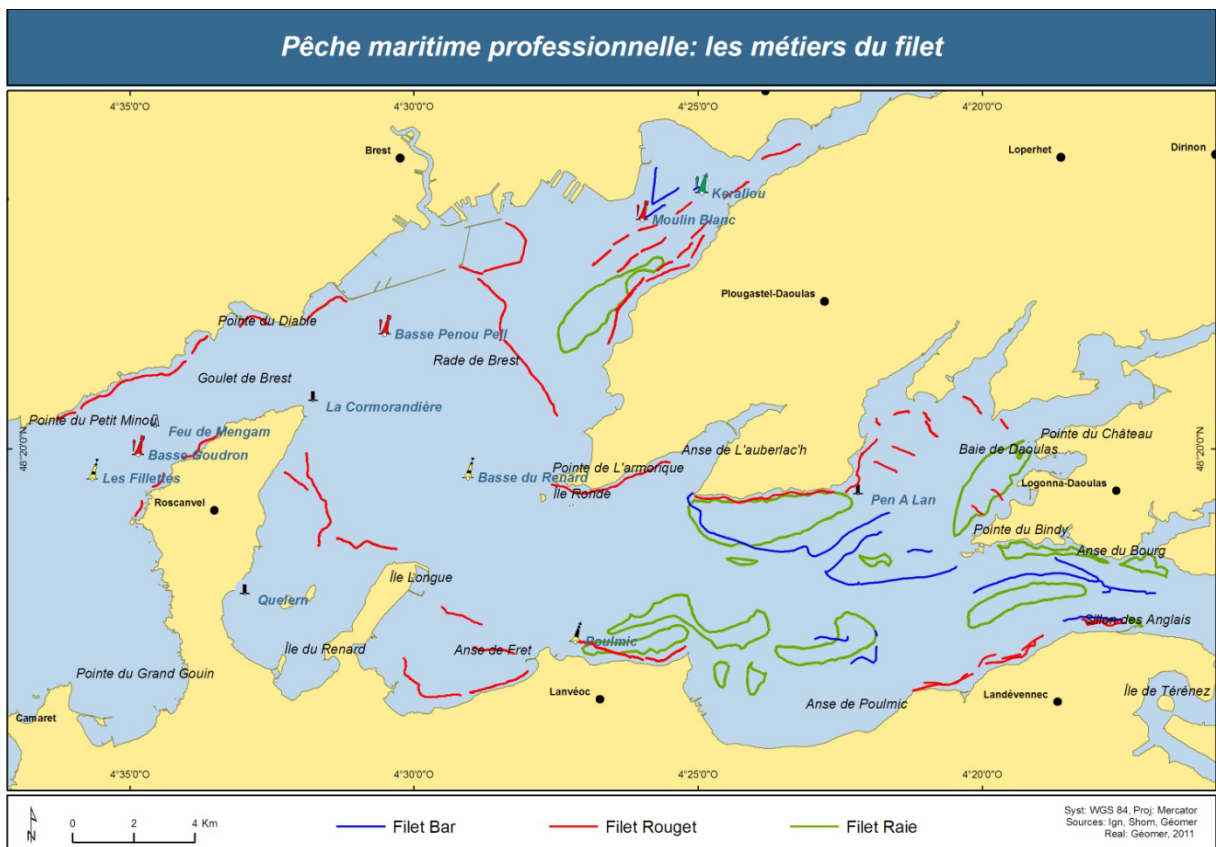 Pêche maritime professionnelle: les métiers du filet
4°35'0"O
4°30'0"O
4°25'0"O
4°20'0"O
Brest
Loperhet
Dirinon
Keraliou
Moulin Blanc
Plougastel-Daoulas
Pointe du Diable
Basse Penou Pell
Rade de Brest
Goulet de Brest
La Cormorandière
Pointe du Petit Minou
Feu de Mengam
Pointe du Château
48°20'0"N
48°20'0"N
Basse Goudron
Anse de L'auberlac'h
Baie de Daoulas
Les Fillettes
Basse du Renard
Pointe de L'armorique
Île Ronde
Pen A Lan
Logonna-Daoulas
Roscanvel
Pointe du Bindy
Anse du Bourg
Île Longue
Quelern
Sillon des Anglais
Poulmic
Île du Renard
Anse de Fret
Pointe du Grand Gouin
Lanvéoc
Anse de Poulmic
Landévennec
Île de Térénez
Camaret
4°35'0"O
4°30'0"O
4°25'0"O
4°20'0"O
N
0 2 4 Km
Filet Bar
Filet Rouget
Filet Raie
Syst: WGS 84, Proj: Mercator
Sources: Ign, Shom, Géomer
Real: Géomer, 2011